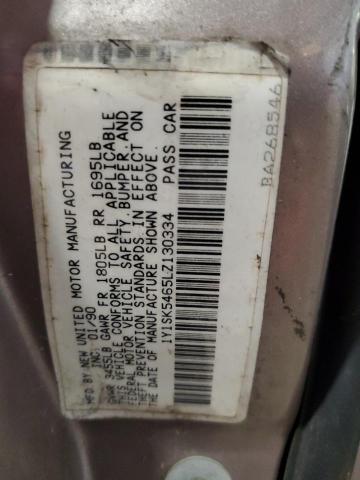 MFD BY NEW UNITED MOTOR MANUFACTURING
INC. 01/90
GVWR 3455LB GAWR FR 1805LB RR 1695LB
THIS VEHICLE CONFORMS TO ALL APPLICABLE
FEDERAL MOTOR VEHICLE SAFETY, BUMPER, AND
THEFT PREVENTION STANDARDS IN EFFECT ON
THE DATE OF MANUFACTURE SHOWN ABOVE.
1Y1SK5465LZ130334 PASS CAR
BA268546